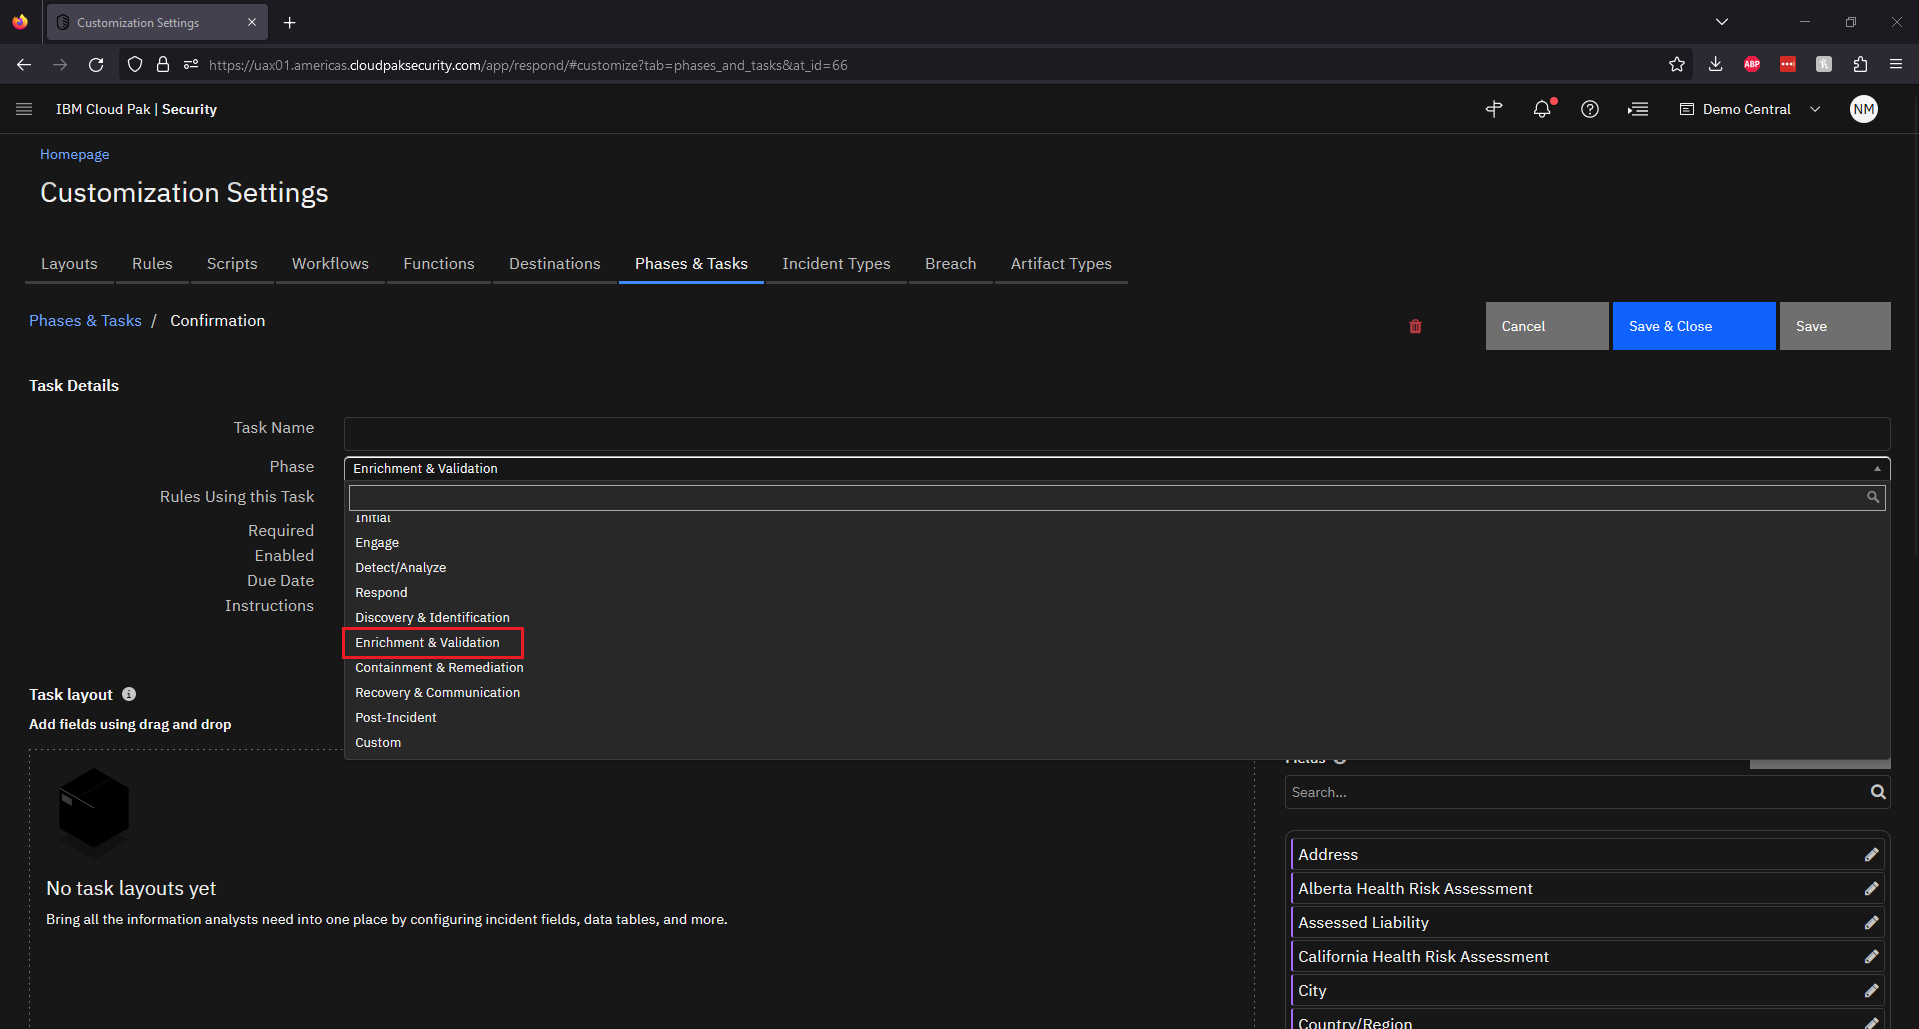 Customization Settings
https://uax01.americas.cloudpaksecurity.com/app/respond/#customize?tab=phases_and_tasks&at_id=66
ABP
IBM Cloud Pak | Security
Demo Central
NM
Homepage
Customization Settings
Layouts Rules Scripts Workflows Functions Destinations Phases & Tasks Incident Types Breach Artifact Types
Phases & Tasks / Confirmation
Cancel Save & Close Save
Task Details
Task Name
Phase Enrichment & Validation
Rules Using this Task
Initial
Required
Engage
Enabled
Detect/Analyze
Due Date
Respond
Instructions
Discovery & Identification
Enrichment & Validation
Containment & Remediation
Recovery & Communication
Post-Incident
Custom
Task layout
Add fields using drag and drop
Fields
Search...
No task layouts yet
Bring all the information analysts need into one place by configuring incident fields, data tables, and more.
Address
Alberta Health Risk Assessment
Assessed Liability
California Health Risk Assessment
City
Country/Region